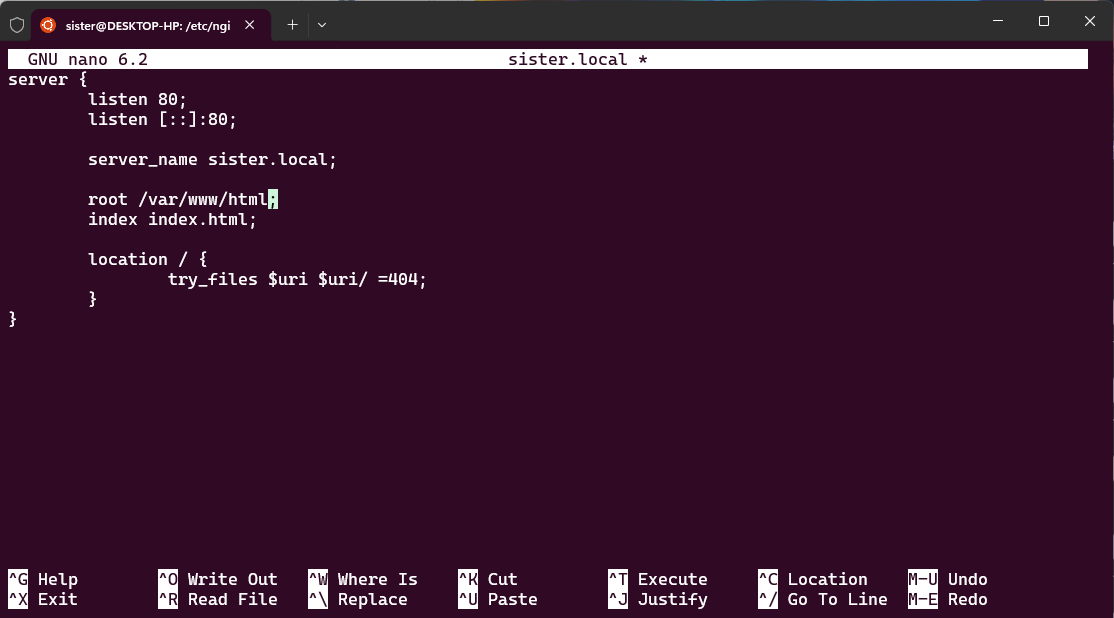 sister@DESKTOP-HP: /etc/ngi
GNU nano 6.2 sister.local *
server {
        listen 80;
        listen [::]:80;

        server_name sister.local;

        root /var/www/html;
        index index.html;

        location / {
                try_files $uri $uri/ =404;
        }
}
^G Help ^O Write Out ^W Where Is ^K Cut ^T Execute ^C Location M-U Undo
^X Exit ^R Read File ^\ Replace ^U Paste ^J Justify ^/ Go To Line M-E Redo